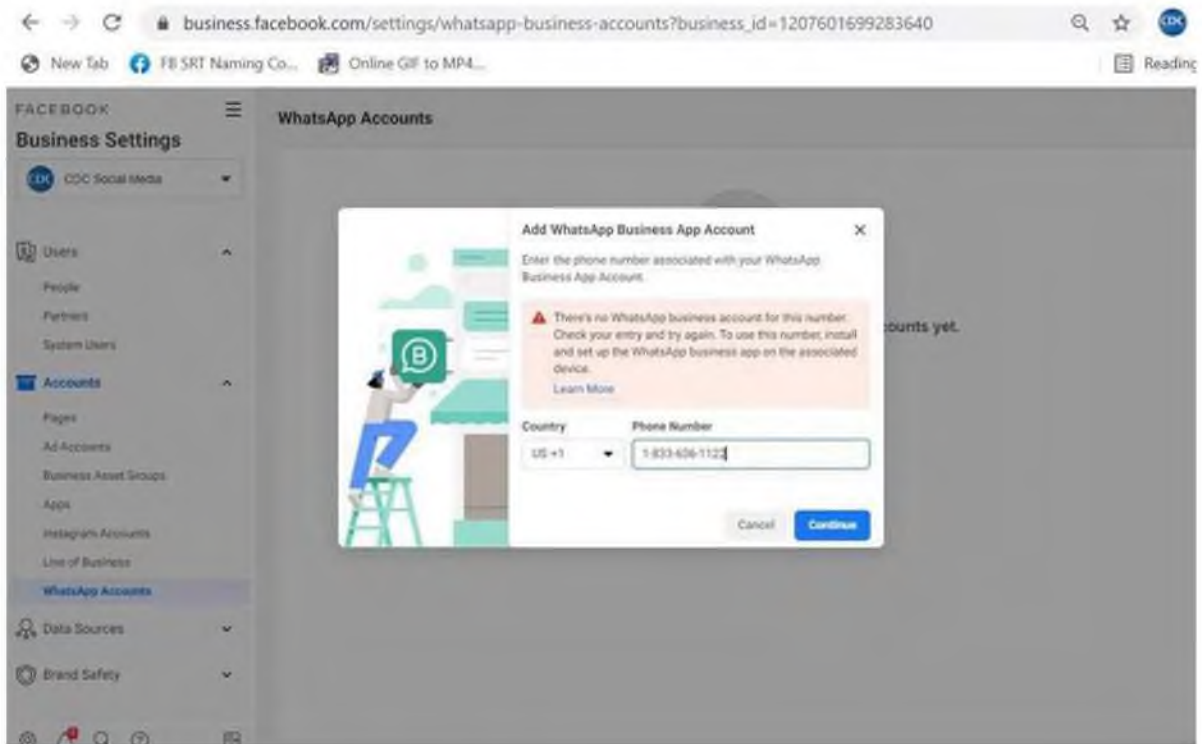 business.facebook.com/settings/whatsapp-business-accounts?business_id=1207601699283640
CDC
New Tab
FB SRT Naming Co...
Online GIF to MP4...
Reading
FACEBOOK
Business Settings
CDC
CDC Social Media
Users
People
Partners
System Users
Accounts
Pages
Ad Accounts
Business Asset Groups
Apps
Instagram Accounts
Line of Business
WhatsApp Accounts
Data Sources
Brand Safety
WhatsApp Accounts
ounts yet.
Add WhatsApp Business App Account
Enter the phone number associated with your WhatsApp
Business App Account.
There's no WhatsApp business account for this number.
Check your entry and try again. To use this number, install
and set up the WhatsApp business app on the associated
device.
Learn More
Country
Phone Number
US +1
1-833-606-1122
Cancel
Continue
B